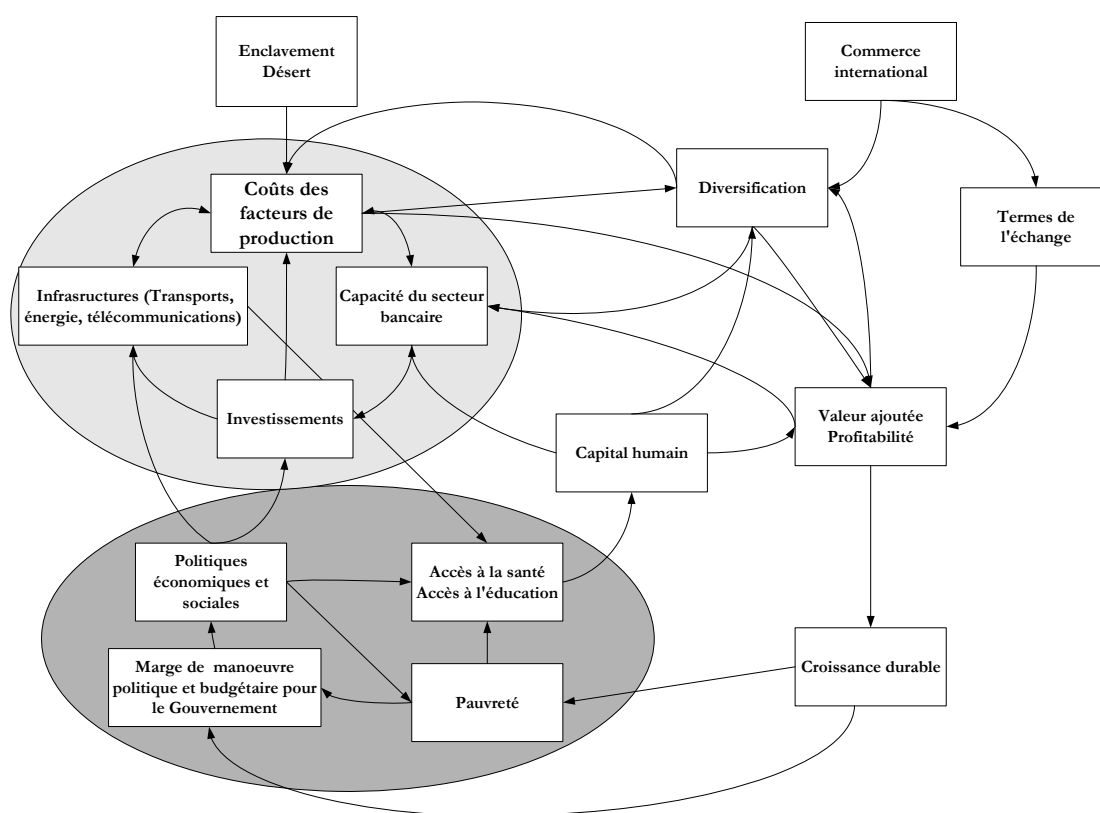 Enclavement
Désert
Commerce
international
Coûts des
facteurs de
production
Diversification
Termes de
l'échange
Infrasructures (Transports,
énergie, télécommunications)
Capacité du secteur
bancaire
Investissements
Capital humain
Valeur ajoutée
Profitabilité
Politiques
économiques et
sociales
Accès à la santé
Accès à l'éducation
Marge de manoeuvre
politique et budgétaire pour
le Gouvernement
Pauvreté
Croissance durable